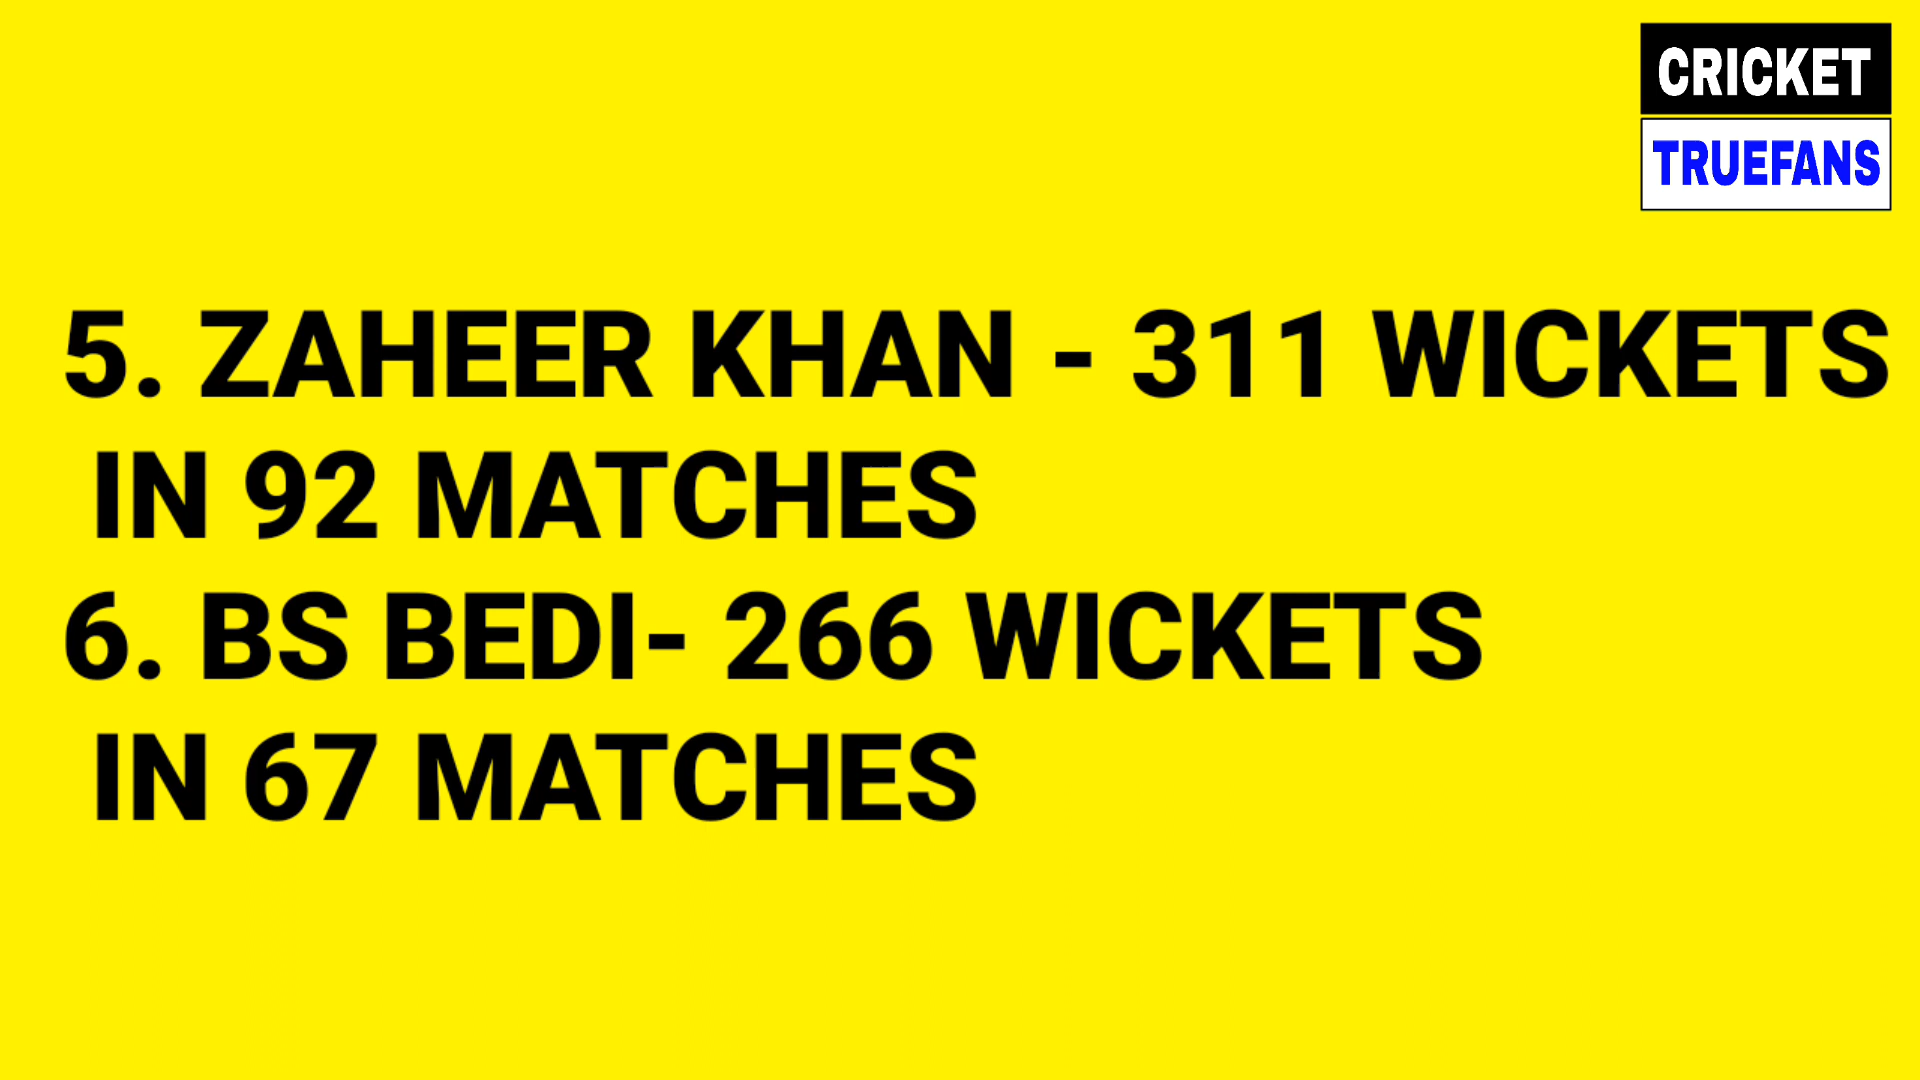 CRICKET
TRUEFANS
5. ZAHEER KHAN - 311 WICKETS
IN 92 MATCHES
6. BS BEDI- 266 WICKETS
IN 67 MATCHES